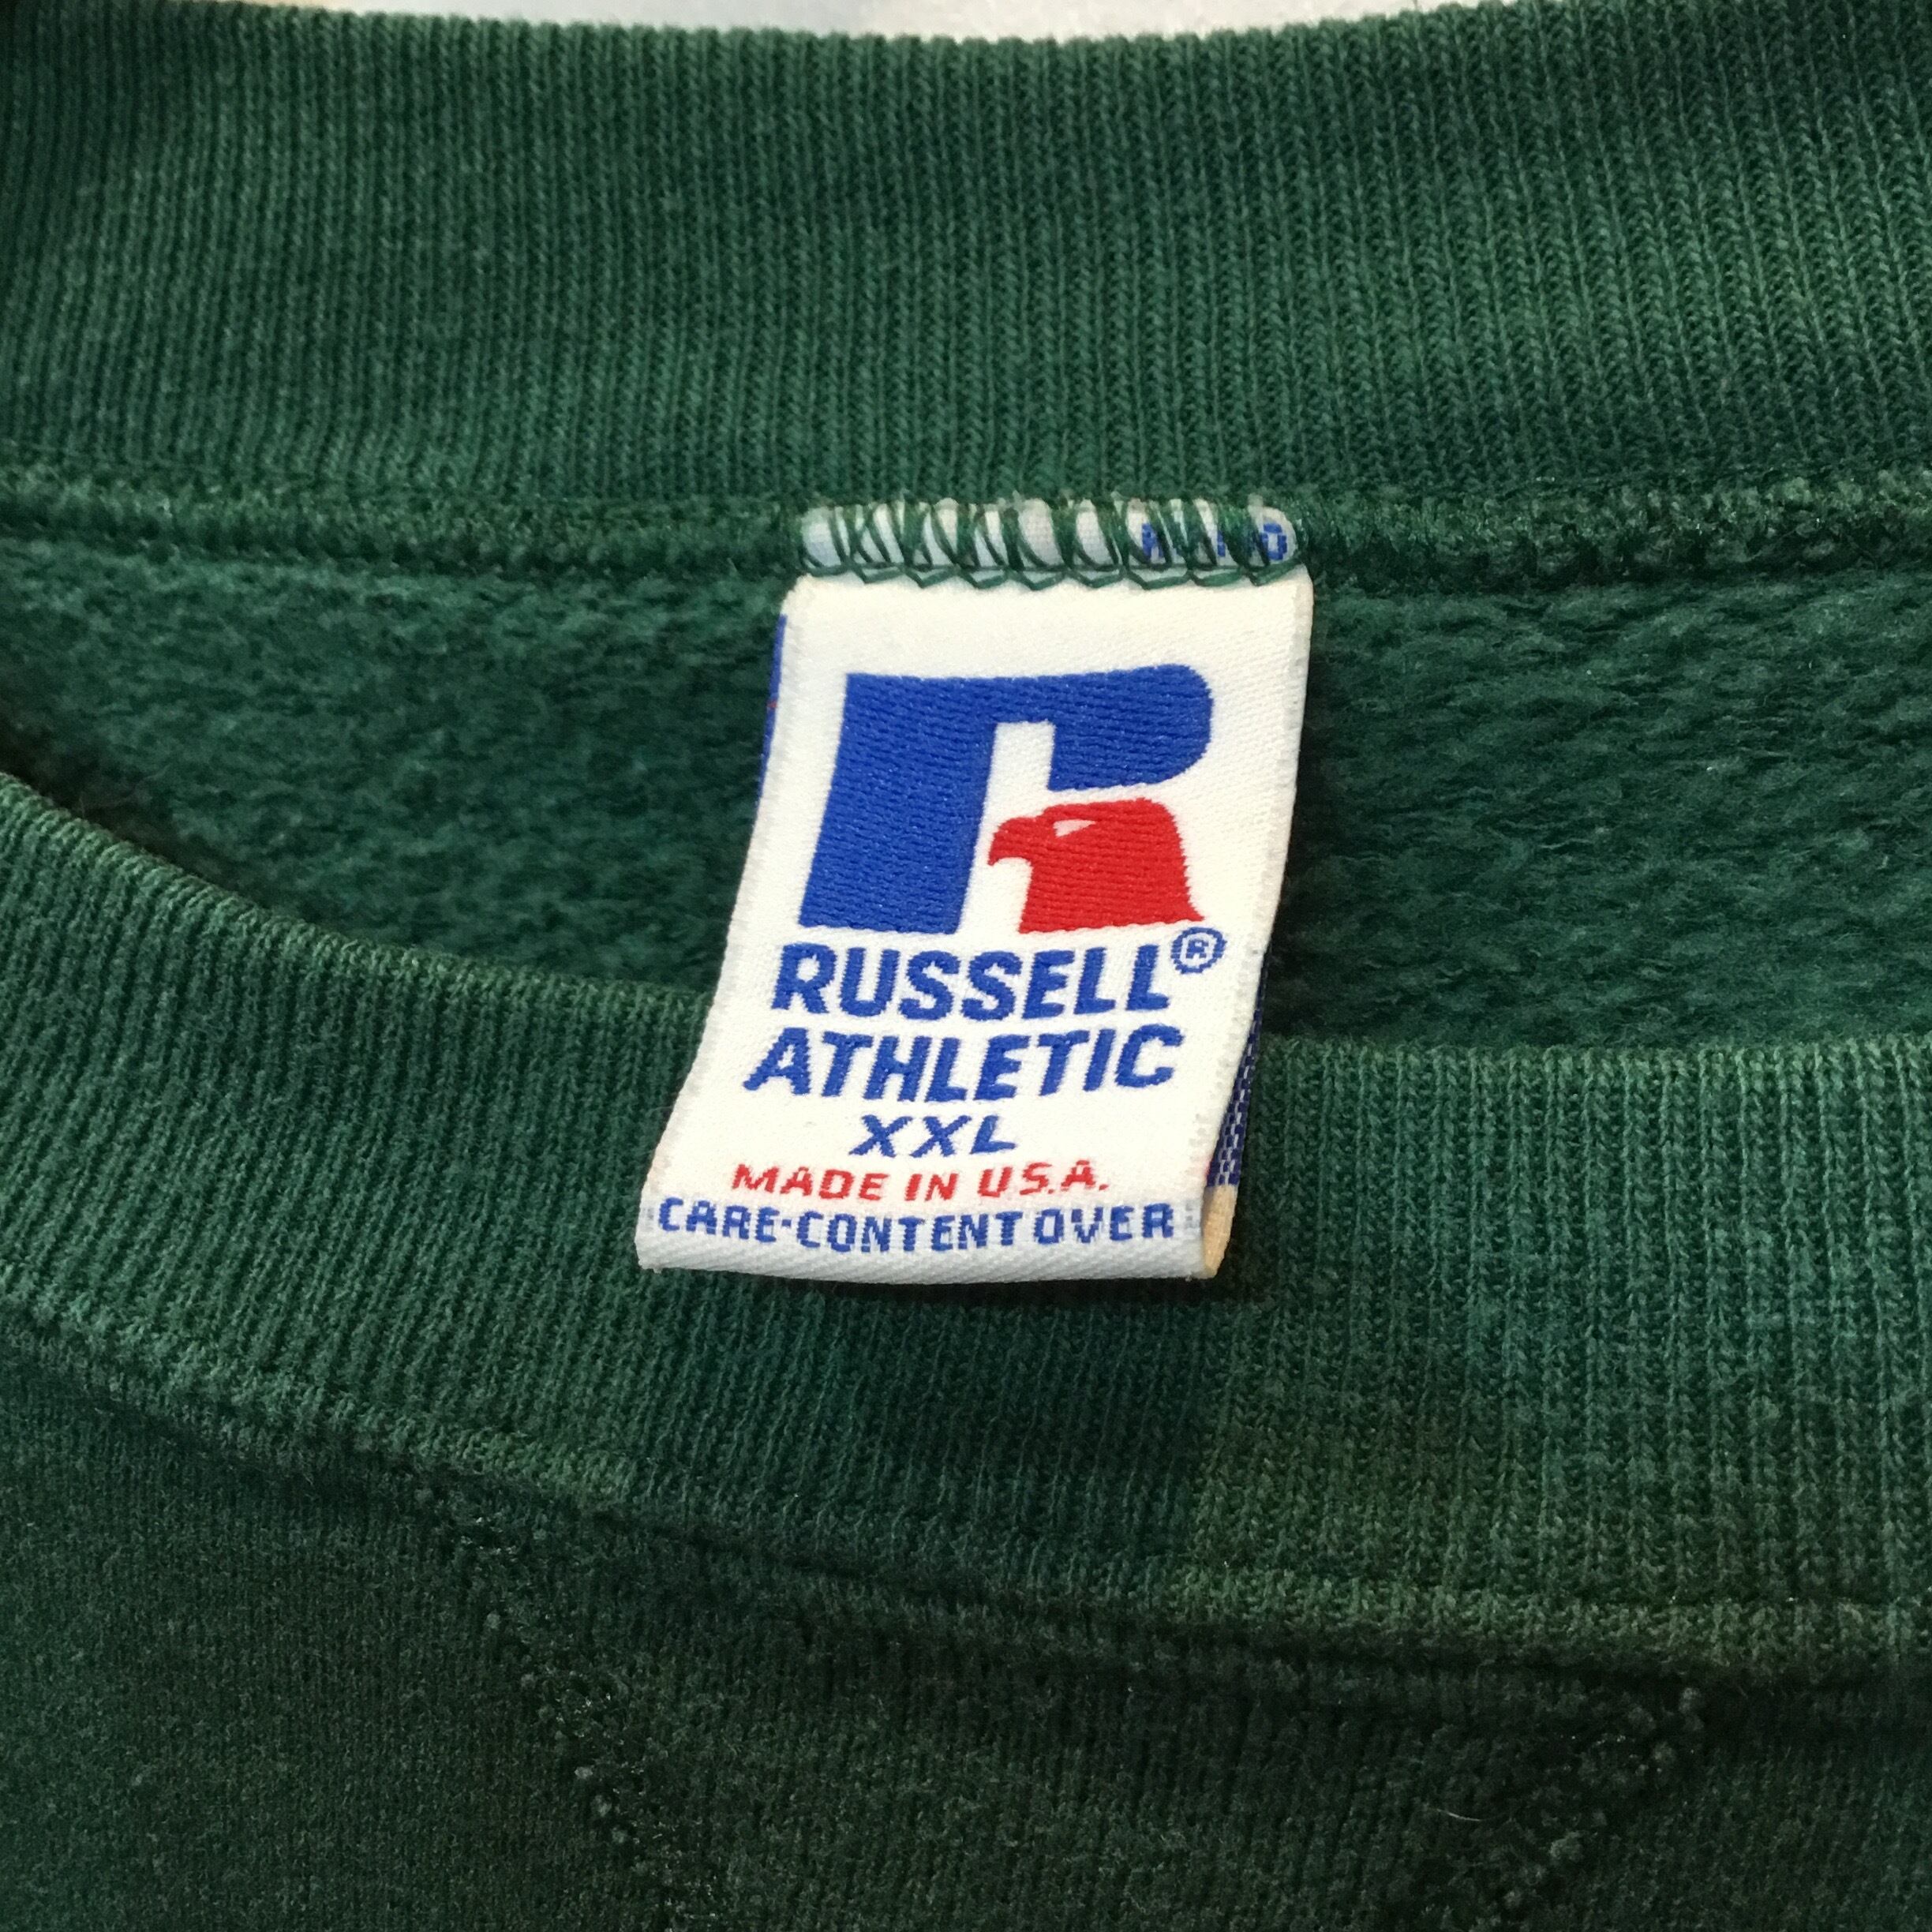 RUSSELL®
ATHLETIC
XXL
MADE IN U.S.A.
CARE·CONTENT OVER